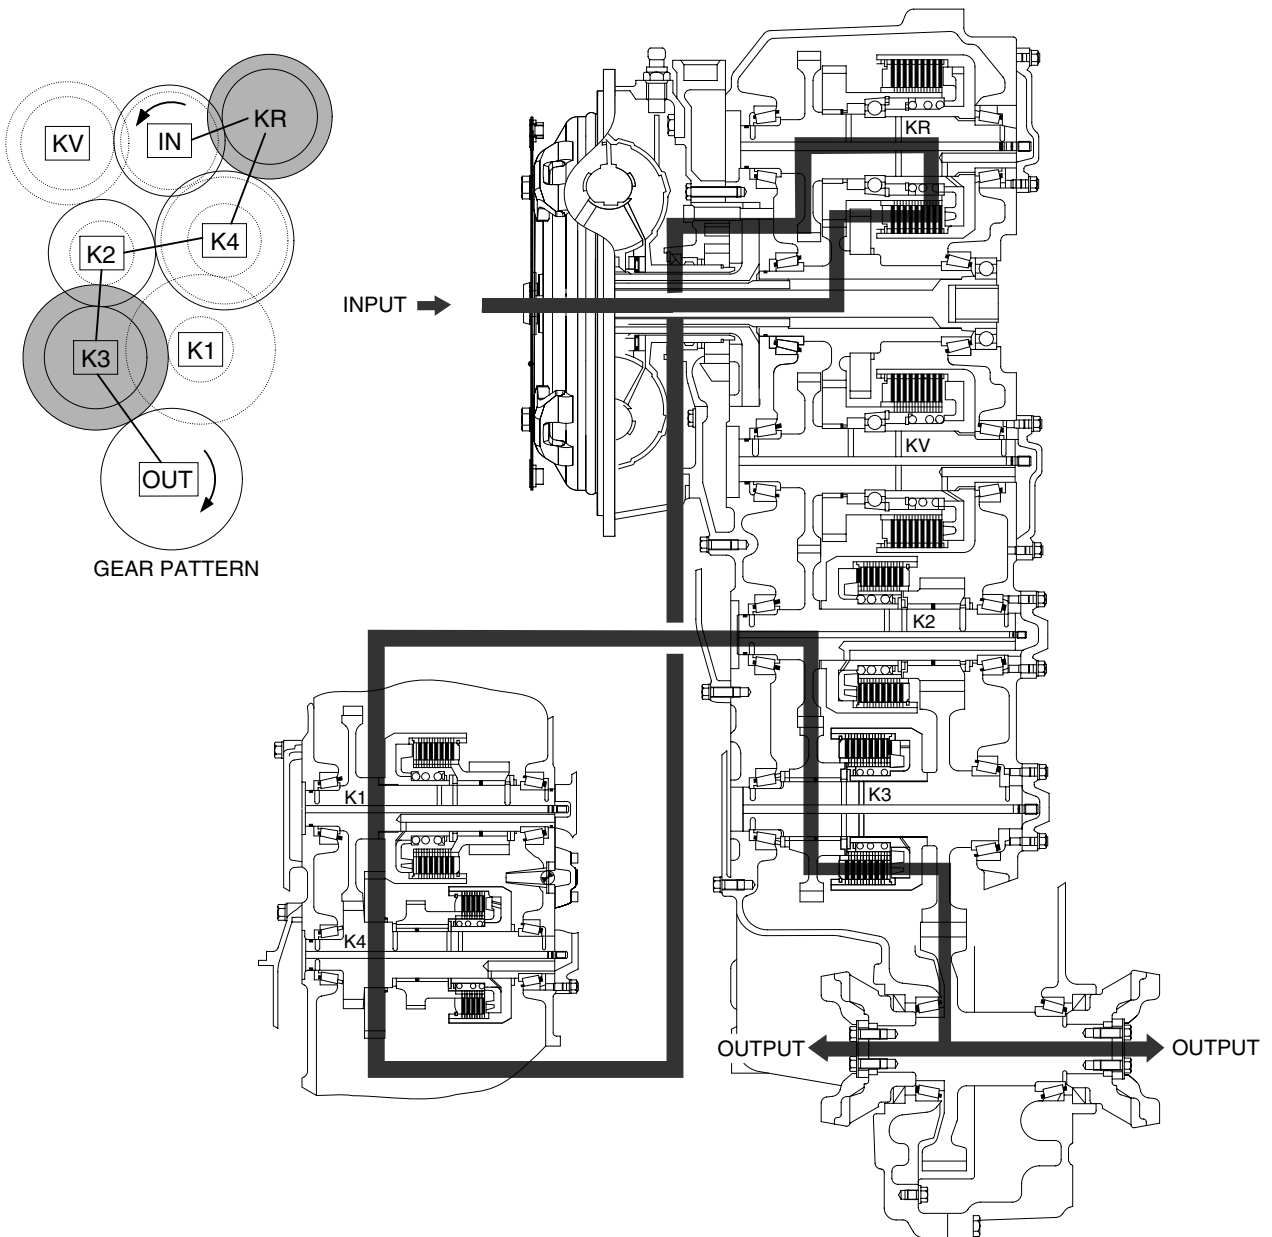 KV
IN
KR
K2
K4
K3
K1
OUT
GEAR PATTERN
INPUT
KR
KV
K2
K3
K1
K4
OUTPUT
OUTPUT